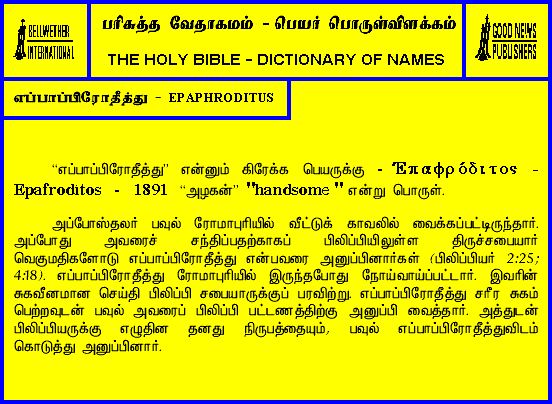 BELLWETHER
INTERNATIONAL
பரிசுத்த வேதாகமம் - பெயர் பொருள்விளக்கம்
THE HOLY BIBLE - DICTIONARY OF NAMES
GOOD NEWS
PUBLISHERS
எப்பாப்பிரோதீத்து - EPAPHRODITUS
“எப்பாப்பிரோதீத்து” என்னும் கிரேக்க பெயருக்கு - Ἐπαφρόδιτος -
Epafroditos - 1891 “அழகன்” "handsome " என்று பொருள்.
அப்போஸ்தலர் பவுல் ரோமாபுரியில் வீட்டுக் காவலில் வைக்கப்பட்டிருந்தார்.
அப்போது அவரைச் சந்திப்பதற்காகப் பிலிப்பியிலுள்ள திருச்சபையார்
வெகுமதிகளோடு எப்பாப்பிரோதீத்து என்பவரை அனுப்பினார்கள் (பிலிப்பியர் 2:25;
4:18). எப்பாப்பிரோதீத்து ரோமாபுரியில் இருந்தபோது நோய்வாய்ப்பட்டார். இவரின்
சுகவீனமான செய்தி பிலிப்பி சபையாருக்குப் பரவிற்று. எப்பாப்பிரோதீத்து சரீர சுகம்
பெற்றவுடன் பவுல் அவரைப் பிலிப்பி பட்டணத்திற்கு அனுப்பி வைத்தார். அத்துடன்
பிலிப்பியருக்கு எழுதின தனது நிருபத்தையும், பவுல் எப்பாப்பிரோதீத்துவிடம்
கொடுத்து அனுப்பினார்.